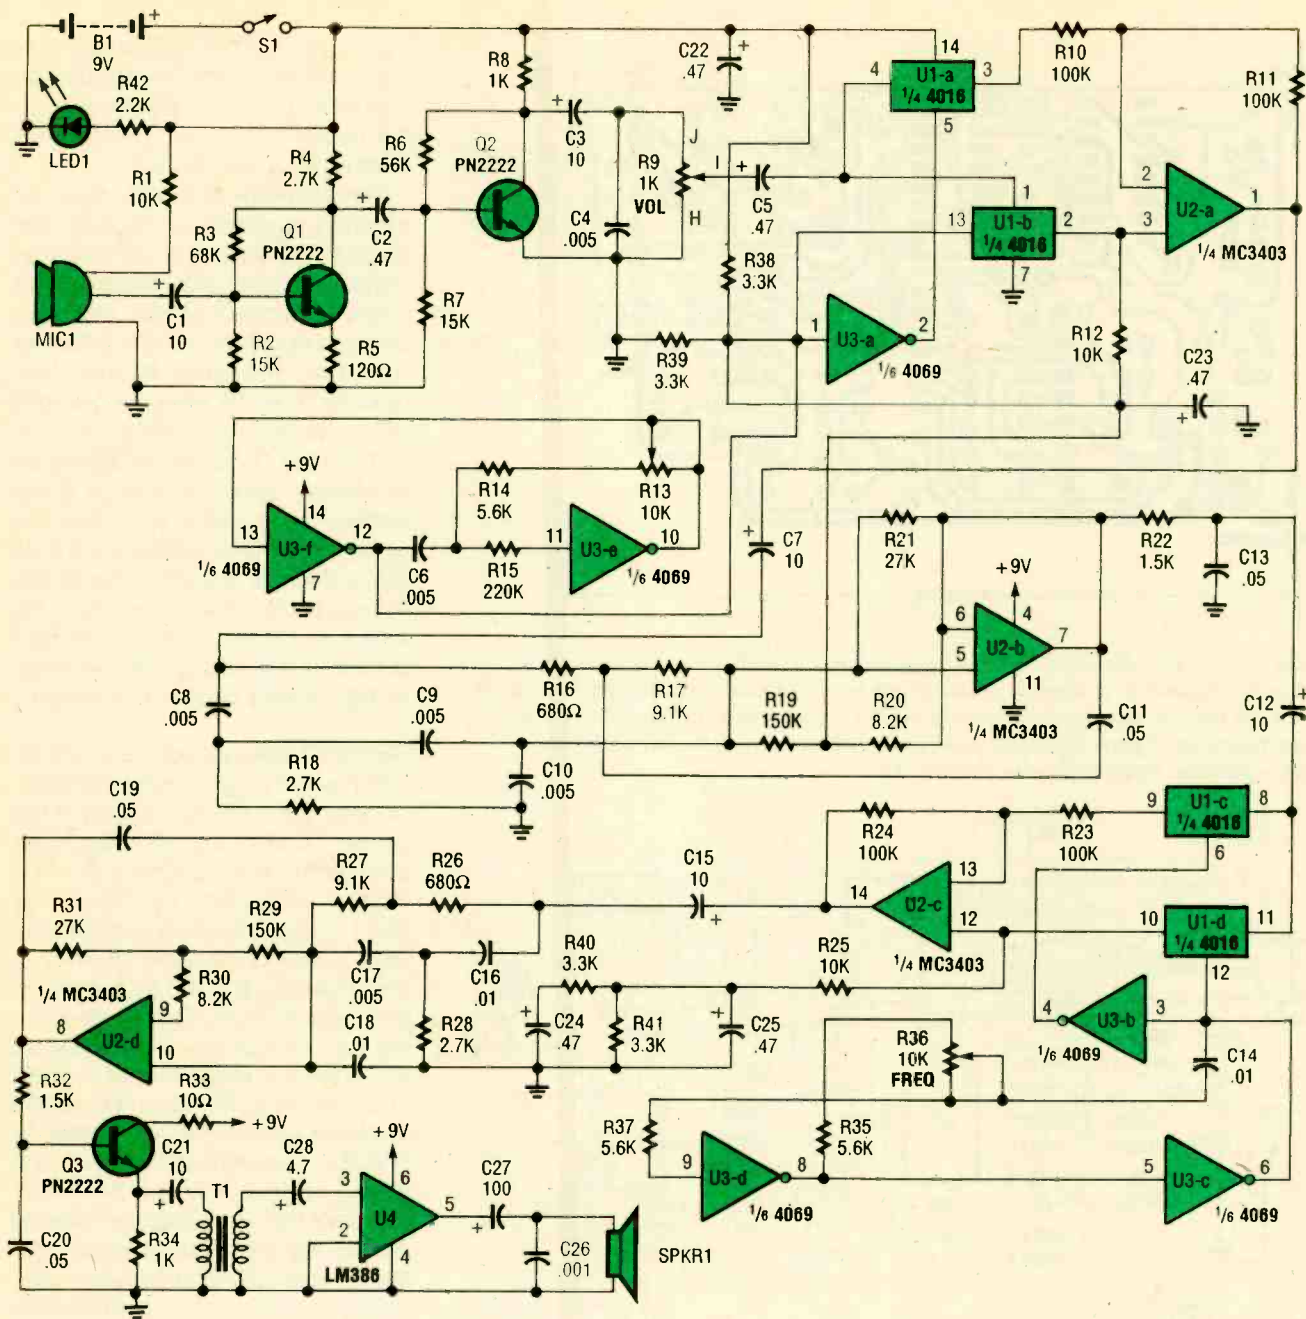 B1
9V
+
S1
R42
2.2K
LED1
R1
10K
MIC1
+
C1
10
R3
68K
R2
15K
Q1
PN2222
R4
2.7K
R5
120Ω
+
C2
.47
R6
56K
R7
15K
Q2
PN2222
R8
1K
+
C3
10
C4
.005
R9
1K
VOL
J
I
H
+
C5
.47
C22
.47
+
R38
3.3K
R39
3.3K
14
4
U1-a
1/4 4016
3
5
R10
100K
R11
100K
1
13
U1-b
1/4 4016
2
7
2
3
U2-a
1
1/4 MC3403
R12
10K
1
U3-a
2
1/6 4069
C23
.47
+
+9V
14
13
U3-f
12
7
1/6 4069
C6
.005
R14
5.6K
R15
220K
R13
10K
11
U3-e
10
1/6 4069
+
C7
10
R21
27K
R22
1.5K
C13
.05
+9V
4
6
5
U2-b
7
11
1/4 MC3403
C8
.005
C9
.005
R16
680Ω
R17
9.1K
R19
150K
R20
8.2K
C11
.05
C12
10
+
R18
2.7K
C10
.005
C19
.05
R24
100K
R23
100K
9
U1-c
1/4 4016
8
6
R27
9.1K
R26
680Ω
C15
10
+
14
U2-c
13
12
1/4 MC3403
10
U1-d
1/4 4016
11
12
R31
27K
R29
150K
R30
8.2K
C17
.005
C16
.01
R40
3.3K
R25
10K
1/4 MC3403
8
U2-d
9
10
C18
.01
R28
2.7K
+
C24
.47
R41
3.3K
+
C25
.47
4
U3-b
3
1/6 4069
R36
10K
FREQ
C14
.01
R32
1.5K
R33
10Ω
+9V
Q3
PN2222
C21
10
+
T1
C28
4.7
+
+9V
3
6
2
U4
5
4
LM386
C27
100
+
C26
.001
SPKR1
R34
1K
C20
.05
R37
5.6K
9
U3-d
8
1/6 4069
R35
5.6K
5
U3-c
6
1/6 4069